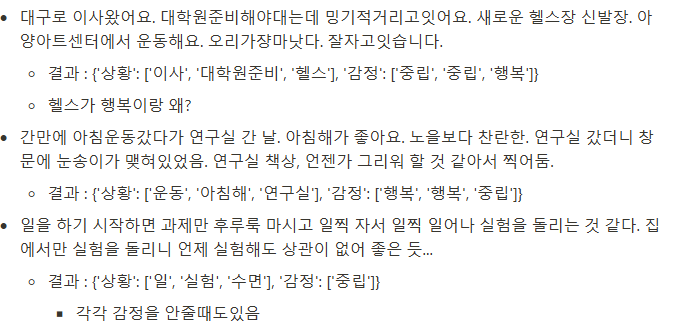 대구로 이사왔어요. 대학원준비해야대는데 밍기적거리고잇어요. 새로운 헬스장 신발장. 아
양아트센터에서 운동해요. 오리가쟝마낫다. 잘자고잇습니다.
결과 : {'상황': ['이사', '대학원준비', '헬스'], '감정': ['중립', '중립', '행복']}
헬스가 행복이랑 왜?
간만에 아침운동갔다가 연구실 간 날. 아침해가 좋아요. 노을보다 찬란한. 연구실 갔더니 창
문에 눈송이가 맺혀있었음. 연구실 책상, 언젠가 그리워 할 것 같아서 찍어둠.
결과 : {'상황': ['운동', '아침해', '연구실'], '감정': ['행복', '행복', '중립']}
일을 하기 시작하면 과제만 후루룩 마시고 일찍 자서 일찍 일어나 실험을 돌리는 것 같다. 집
에서만 실험을 돌리니 언제 실험해도 상관이 없어 좋은 듯...
결과 : {'상황': ['일', '실험', '수면'], '감정': ['중립']}
각각 감정을 안줄때도있음